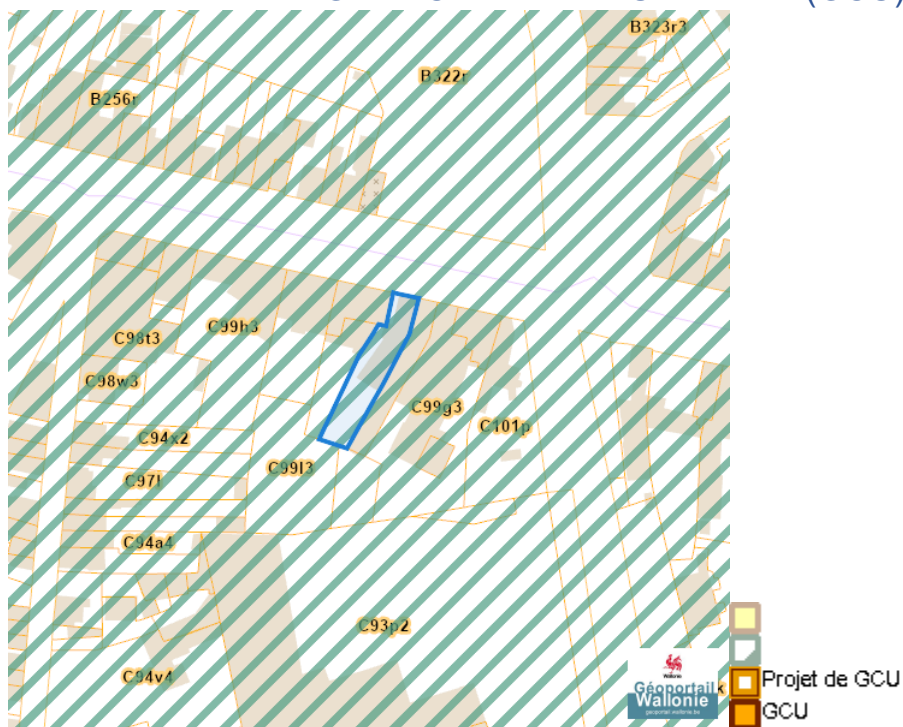 B323r3
B322r
B256r
C99h3
C98t3
C98w3
C99g3
C101p
C94x2
C99l3
C97l
C94a4
C93p2
C94v4
Wallonie
Géoportail
Wallonie
geoportail.wallonie.be
Projet de GCU
GCU